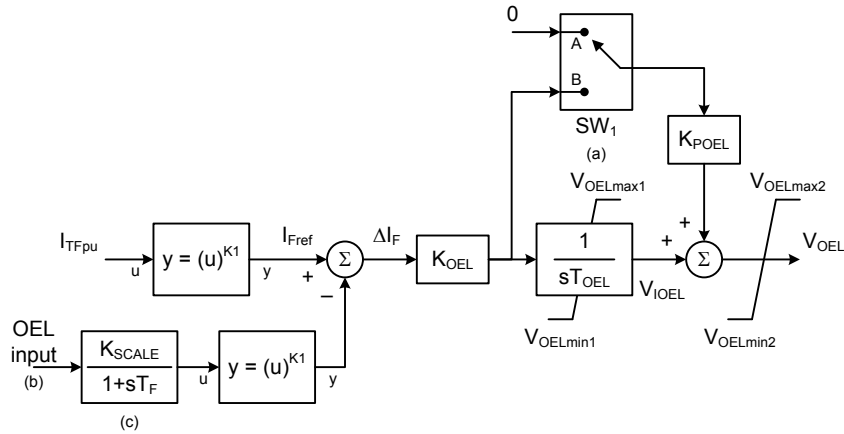 0
A
B
SW1
(a)
KPOEL
VOELmax1
VOELmax2
ITFpu
u
y = (u)^K1
y
IFref
+
Σ
−
ΔIF
KOEL
1
sTOEL
VOELmin1
VIOEL
+
+
Σ
VOEL
VOELmin2
OEL
input
(b)
KSCALE
1+sTF
(c)
u
y = (u)^K1
y